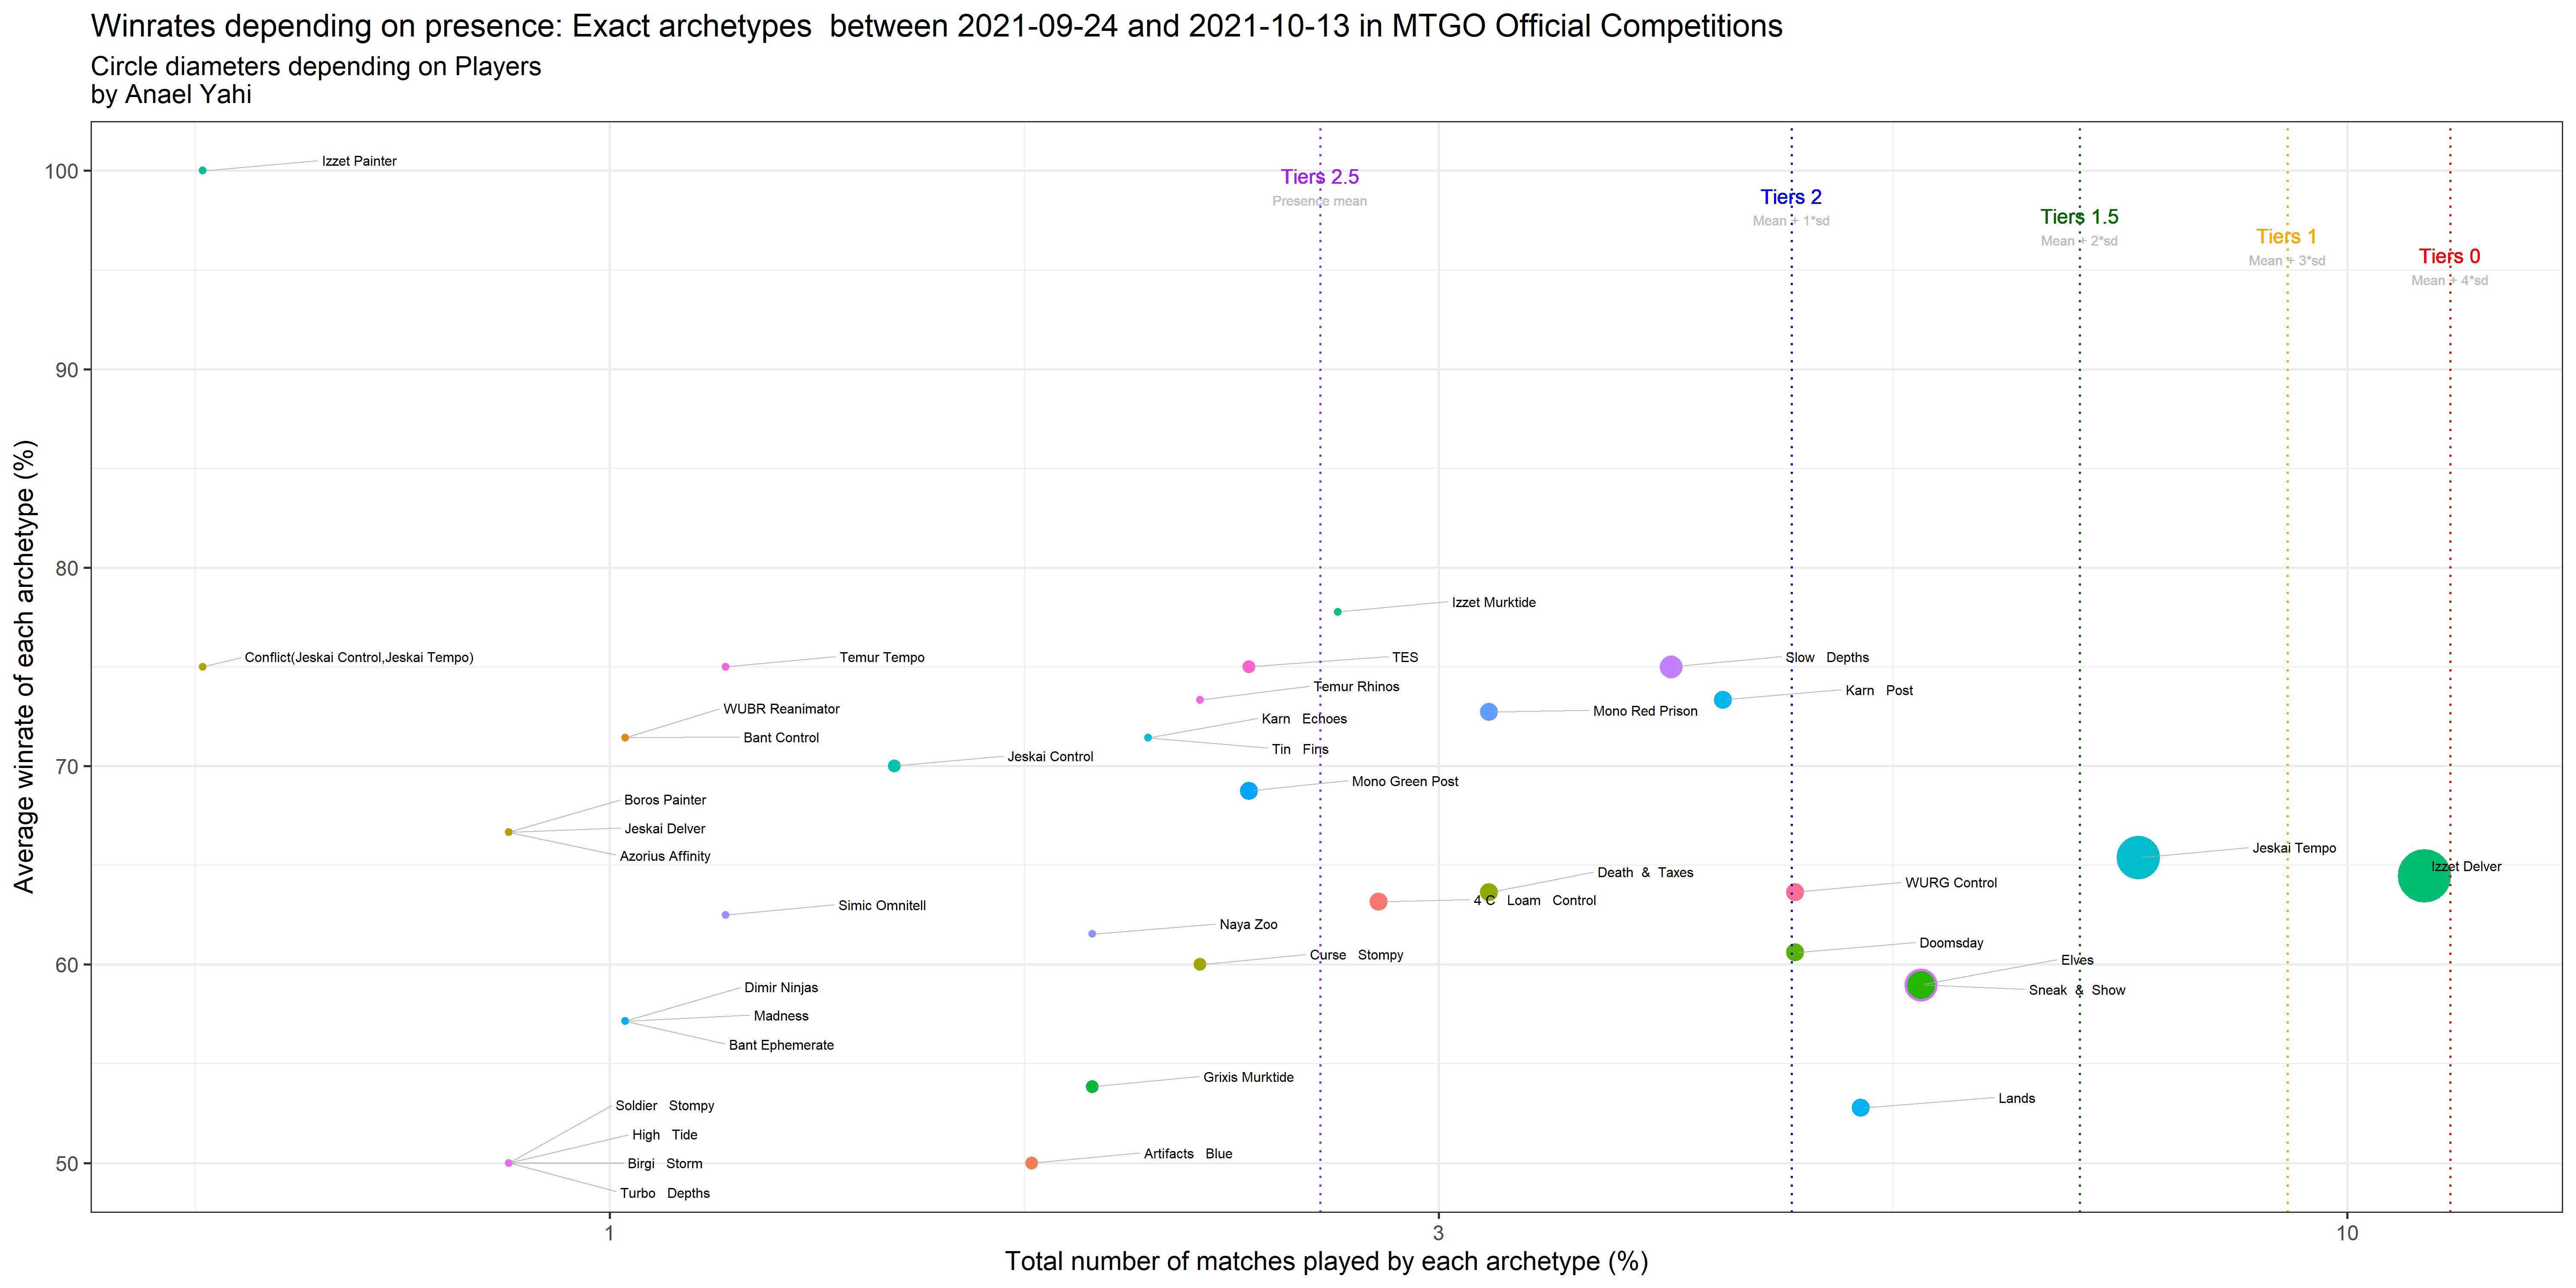 Winrates depending on presence: Exact archetypes  between 2021-09-24 and 2021-10-13 in MTGO Official Competitions
Circle diameters depending on Players
by Anael Yahi
Average winrate of each archetype (%)
100
90
80
70
60
50
Izzet Painter
Tiers 2.5
Presence mean
Tiers 2
Mean + 1*sd
Tiers 1.5
Mean + 2*sd
Tiers 1
Mean + 3*sd
Tiers 0
Mean + 4*sd
Izzet Murktide
Conflict(Jeskai Control,Jeskai Tempo)
Temur Tempo
TES
Slow   Depths
Temur Rhinos
Karn   Post
WUBR Reanimator
Mono Red Prison
Karn   Echoes
Bant Control
Tin   Fins
Jeskai Control
Mono Green Post
Boros Painter
Jeskai Delver
Azorius Affinity
Jeskai Tempo
Izzet Delver
Death  &  Taxes
WURG Control
4 C   Loam   Control
Simic Omnitell
Naya Zoo
Doomsday
Curse   Stompy
Elves
Sneak  &  Show
Dimir Ninjas
Madness
Bant Ephemerate
Grixis Murktide
Lands
Soldier   Stompy
High   Tide
Birgi   Storm
Turbo   Depths
Artifacts   Blue
1
3
10
Total number of matches played by each archetype (%)